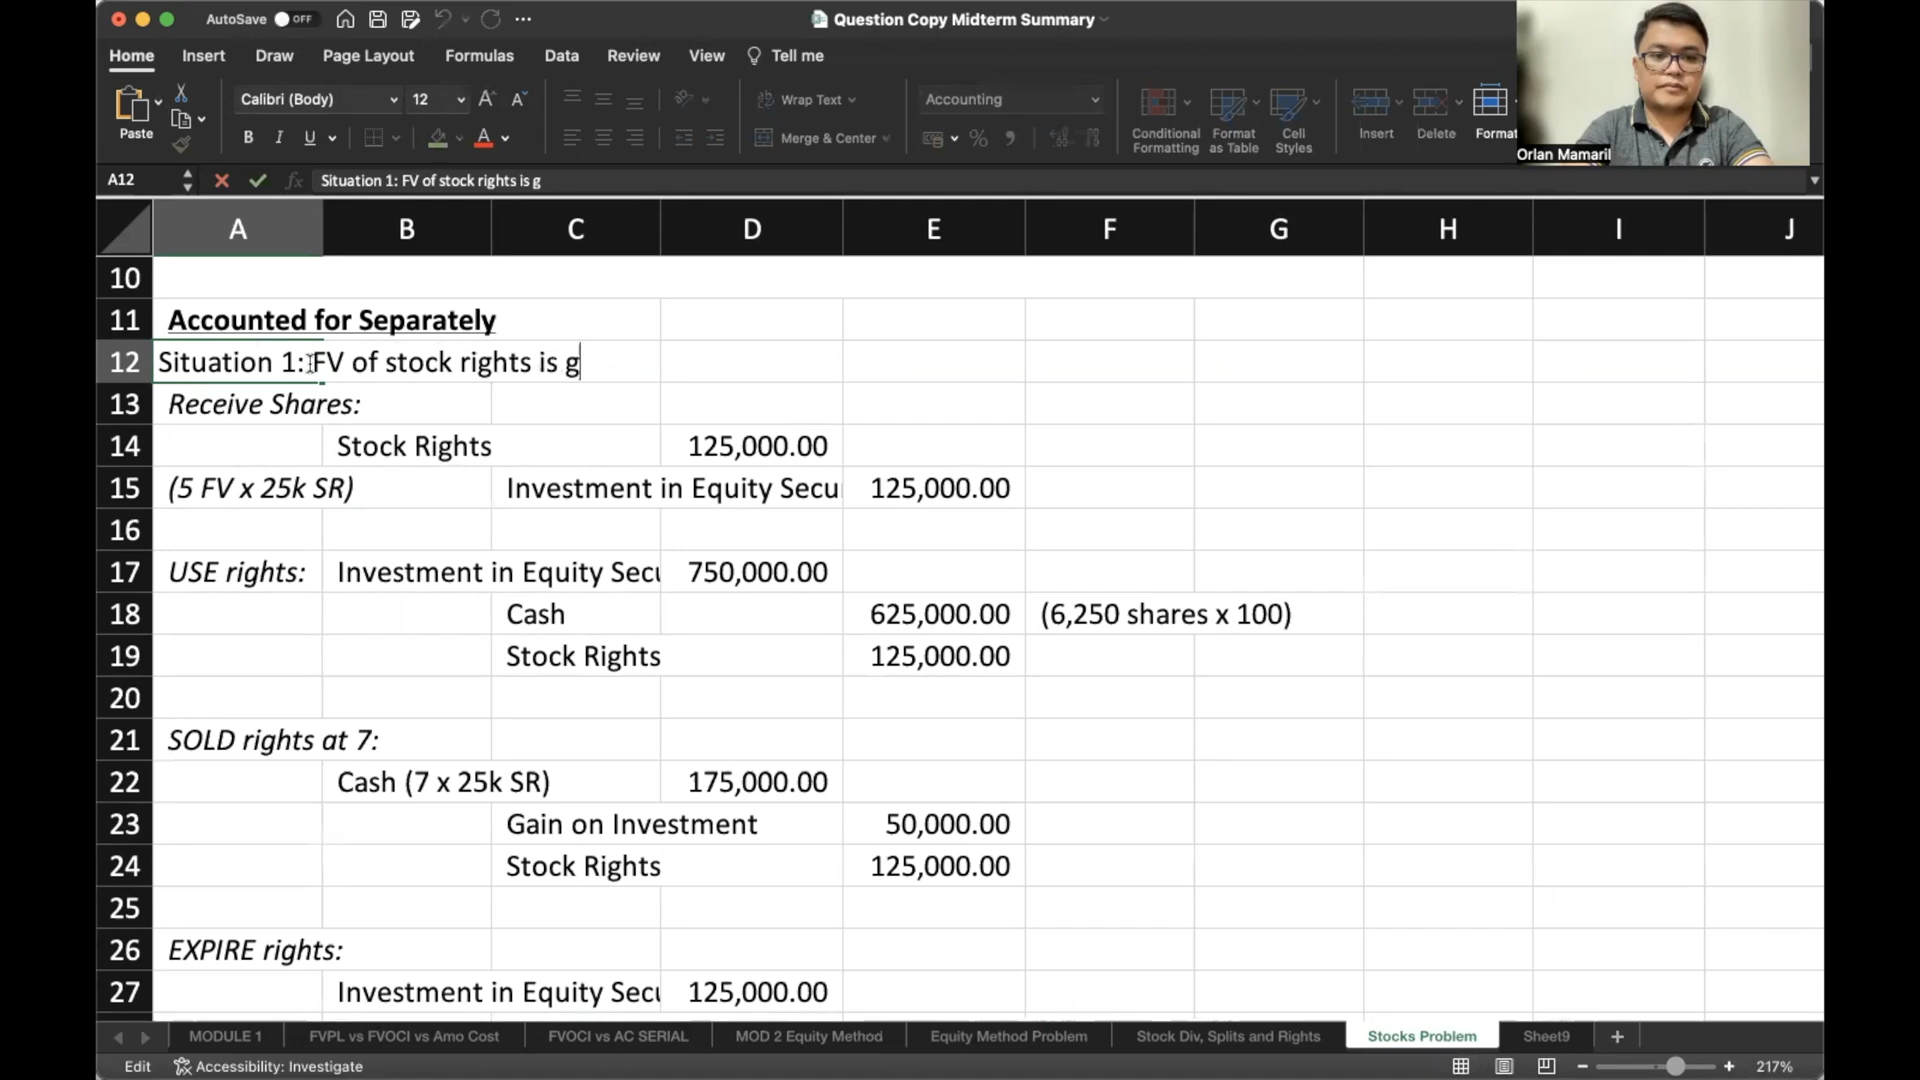 AutoSave OFF
Question Copy Midterm Summary
Home Insert Draw Page Layout Formulas Data Review View Tell me
Paste
Calibri (Body) 12
B I U
Wrap Text
Merge & Center
Accounting
Conditional Formatting
Format as Table
Cell Styles
Insert
Delete
Format
Orlan Mamaril
A12 fx Situation 1: FV of stock rights is g
A B C D E F G H I J
10
11 Accounted for Separately
12 Situation 1: FV of stock rights is g
13 Receive Shares:
14 Stock Rights 125,000.00
15 (5 FV x 25k SR) Investment in Equity Secu 125,000.00
16
17 USE rights: Investment in Equity Secu 750,000.00
18 Cash 625,000.00 (6,250 shares x 100)
19 Stock Rights 125,000.00
20
21 SOLD rights at 7:
22 Cash (7 x 25k SR) 175,000.00
23 Gain on Investment 50,000.00
24 Stock Rights 125,000.00
25
26 EXPIRE rights:
27 Investment in Equity Secu 125,000.00
MODULE 1 FVPL vs FVOCI vs Amo Cost FVOCI vs AC SERIAL MOD 2 Equity Method Equity Method Problem Stock Div, Splits and Rights Stocks Problem Sheet9 +
Edit Accessibility: Investigate 217%